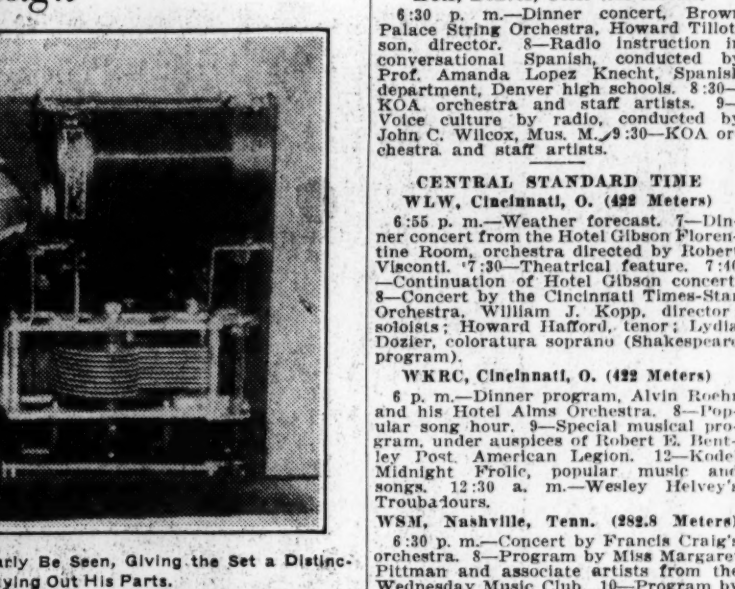 arly Be Seen, Giving the Set a Distinc-
ying Out His Parts.
6:30 p. m.—Dinner concert, Brown
Palace String Orchestra, Howard Tillot-
son, director. 8—Radio instruction in
conversational Spanish, conducted by
Prof. Amanda Lopez Knecht, Spanish
department, Denver high schools. 8:30—
KOA orchestra and staff artists. 9—
Voice culture by radio, conducted by
John C. Wilcox, Mus. M. 9:30—KOA or-
chestra and staff artists.
CENTRAL STANDARD TIME
WLW, Cincinnati, O. (422 Meters)
6:55 p. m.—Weather forecast. 7—Din-
ner concert from the Hotel Gibson Floren-
tine Room, orchestra directed by Robert
Visconti. 7:30—Theatrical feature. 7:40
—Continuation of Hotel Gibson concert.
8—Concert by the Cincinnati Times-Star
Orchestra, William J. Kopp, director
soloists; Howard Hafford, tenor; Lydia
Dozier, coloratura soprano (Shakespeare
program).
WKRC, Cincinnati, O. (422 Meters)
6 p. m.—Dinner program, Alvin Roehr
and his Hotel Alms Orchestra. 8—Pop-
ular song hour. 9—Special musical pro-
gram, under auspices of Robert E. Bent-
ley Post, American Legion. 12—Kodel
Midnight Frolic, popular music and
songs. 12:30 a. m.—Wesley Helvey's
Troubadours.
WSM, Nashville, Tenn. (282.8 Meters)
6:30 p. m.—Concert by Francis Craig's
orchestra. 8—Program by Miss Margaret
Pittman and associate artists from the
Wednesday Music Club. 10—Program by